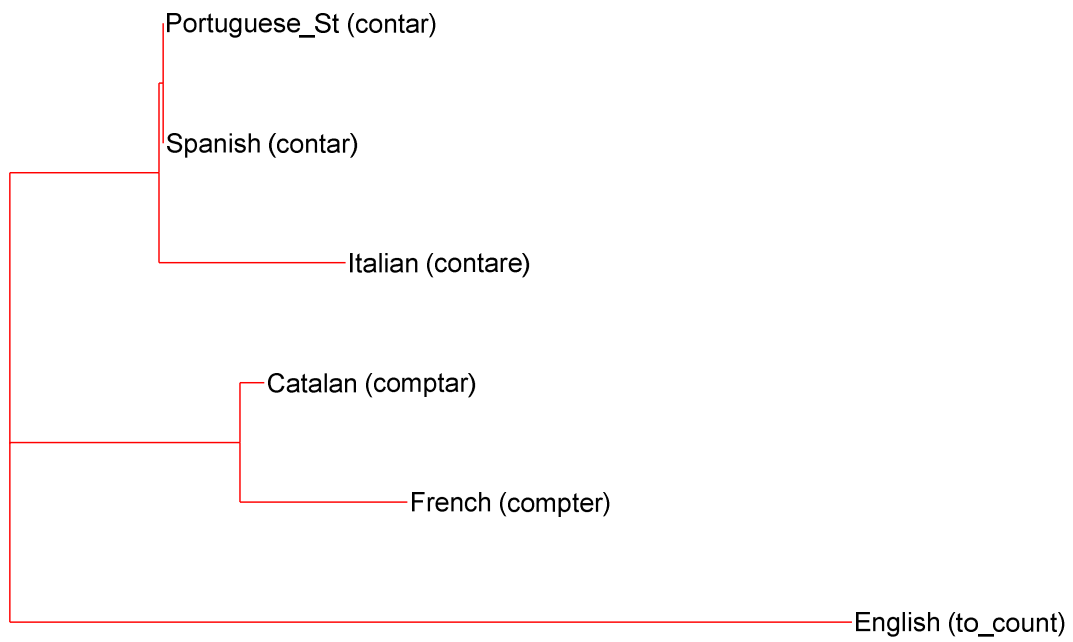 Portuguese_St (contar)
Spanish (contar)
Italian (contare)
Catalan (comptar)
French (compter)
English (to_count)